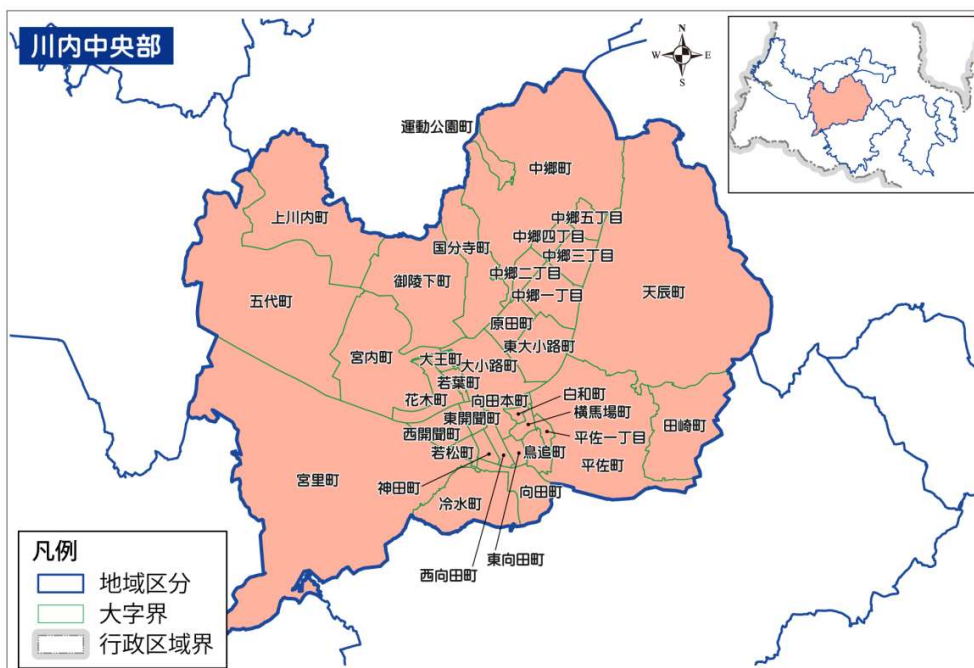 川内中央部
N
W
E
S
運動公園町
中郷町
上川内町
国分寺町
中郷五丁目
中郷四丁目
中郷三丁目
御陵下町
中郷二丁目
中郷一丁目
天辰町
五代町
原田町
東大小路町
宮内町
大王町
大小路町
若葉町
花木町
向田本町
白和町
横馬場町
東開聞町
西開聞町
平佐一丁目
田崎町
若松町
鳥追町
平佐町
宮里町
神田町
冷水町
向田町
西向田町
東向田町
凡例
地域区分
大字界
行政区域界